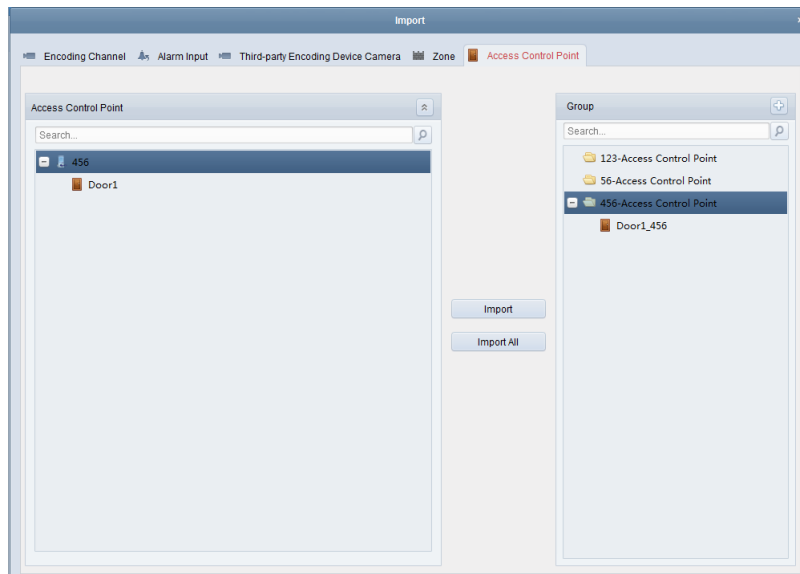 Import
Encoding Channel Alarm Input Third-party Encoding Device Camera Zone Access Control Point
Access Control Point
Search...
456
Door1
Import
Import All
Group
Search...
123-Access Control Point
56-Access Control Point
456-Access Control Point
Door1_456